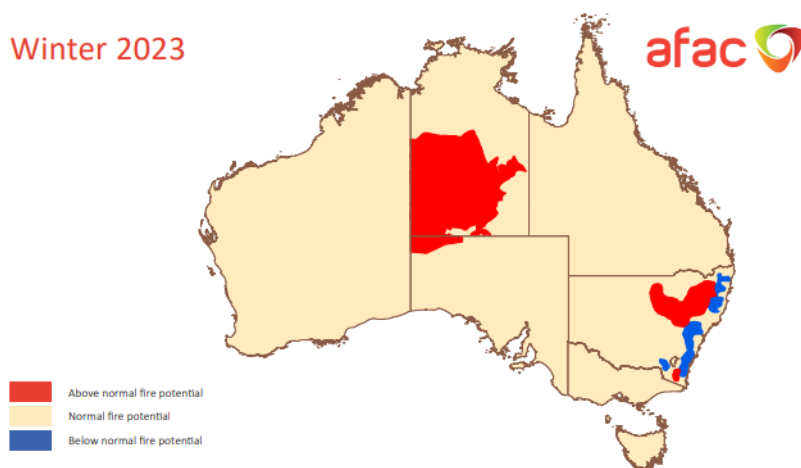 Winter 2023
afac
Above normal fire potential
Normal fire potential
Below normal fire potential